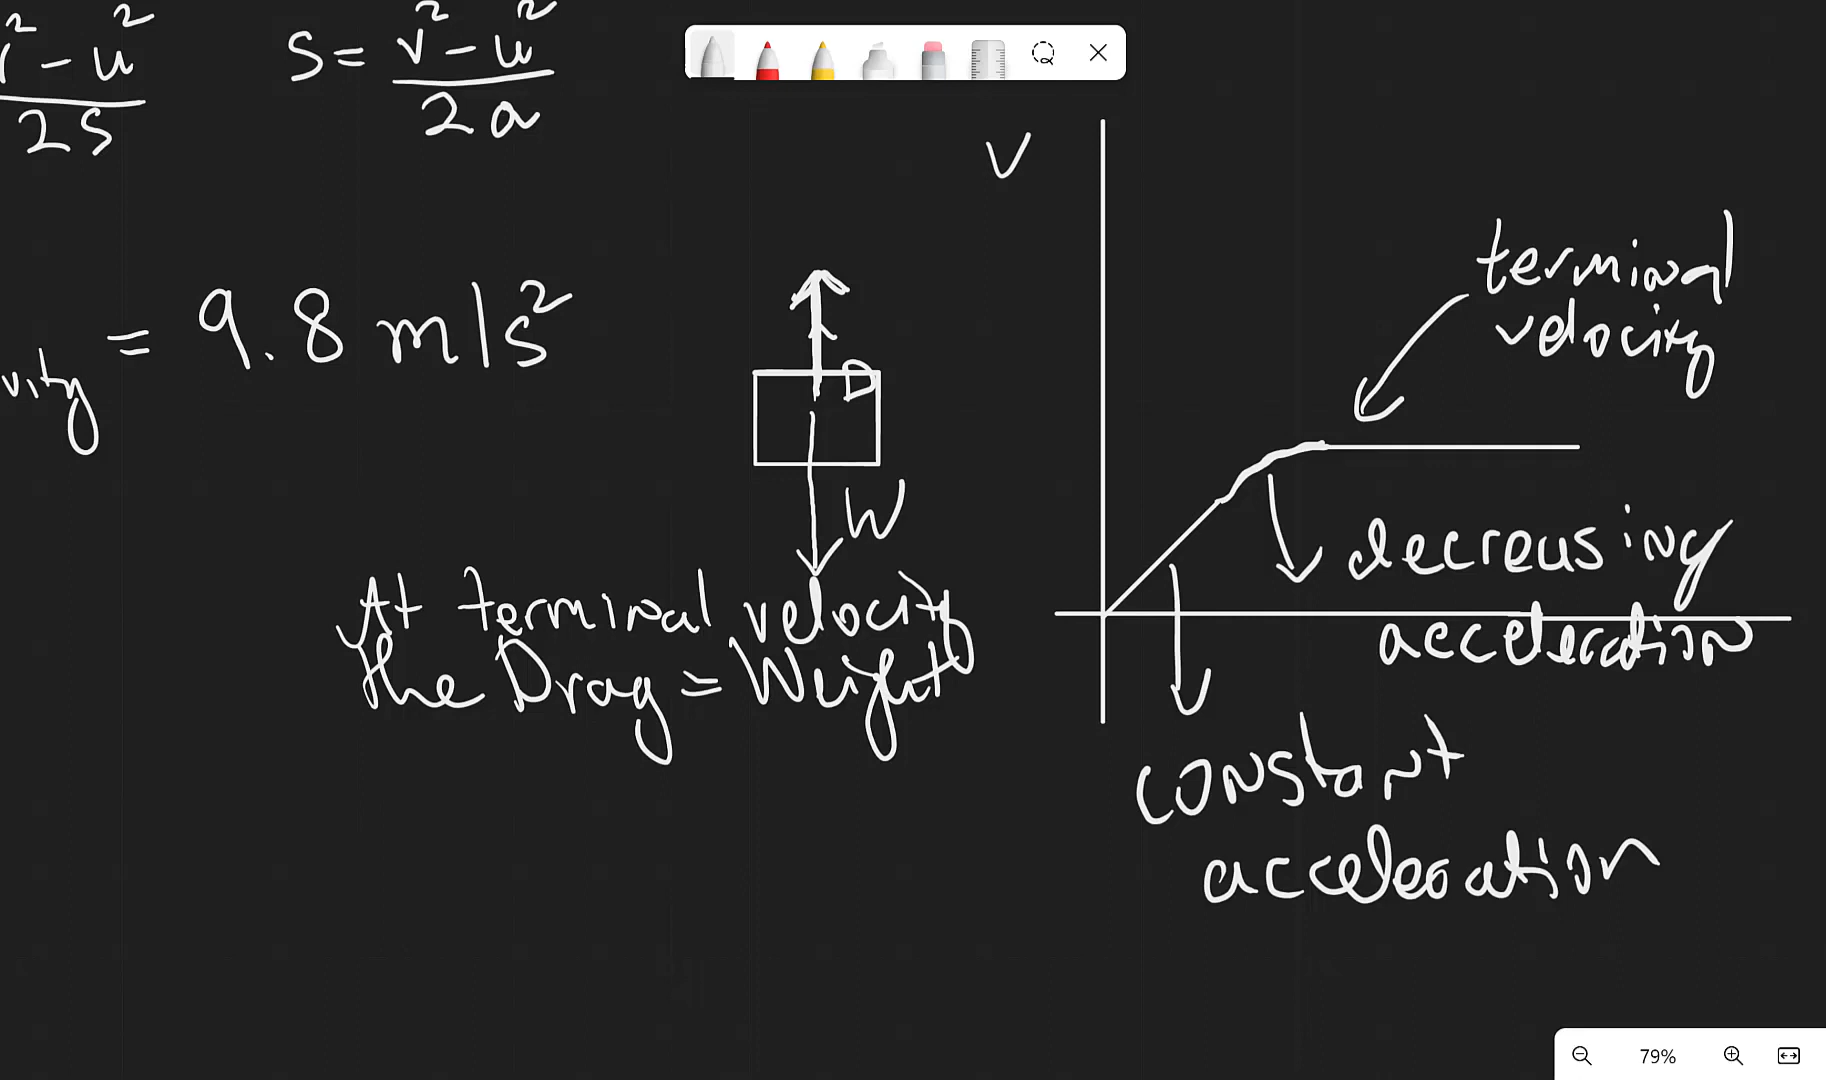 v² - u²
2S
S = v² - u²
2a
V
terminal
velocity
vity = 9.8 m/s²
D
W
At terminal velocity
the Drag = Weight
decreasing
acceleration
constant
acceleration
79%